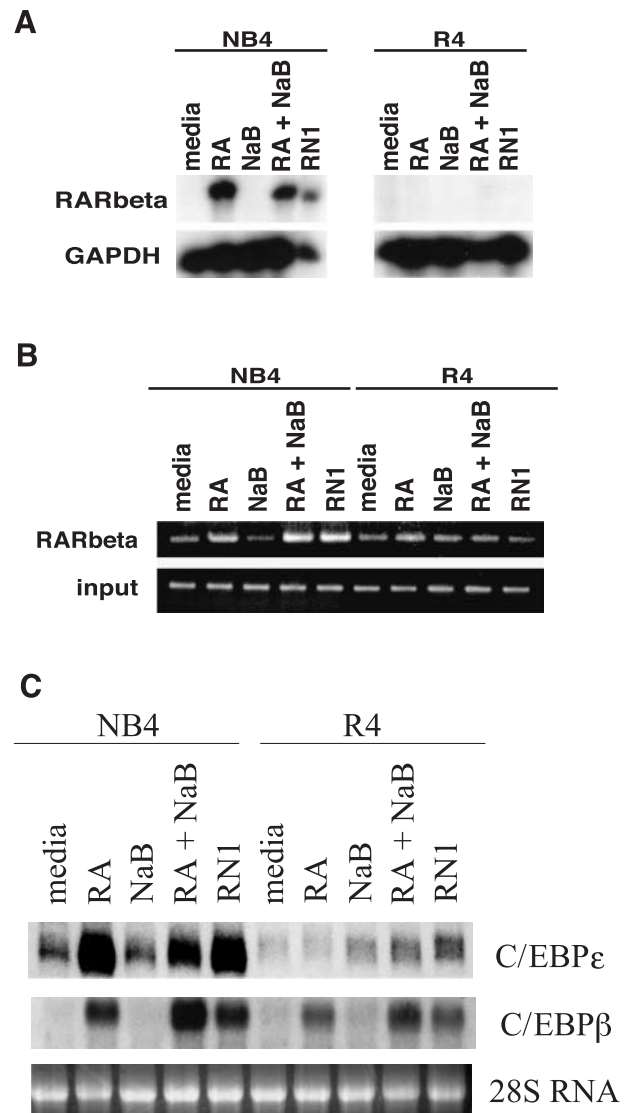 A
NB4
R4
media
RA
NaB
RA + NaB
RN1
media
RA
NaB
RA + NaB
RN1
RARbeta
GAPDH
B
NB4
R4
media
RA
NaB
RA + NaB
RN1
media
RA
NaB
RA + NaB
RN1
RARbeta
input
C
NB4
R4
media
RA
NaB
RA + NaB
RN1
media
RA
NaB
RA + NaB
RN1
C/EBPε
C/EBPβ
28S RNA